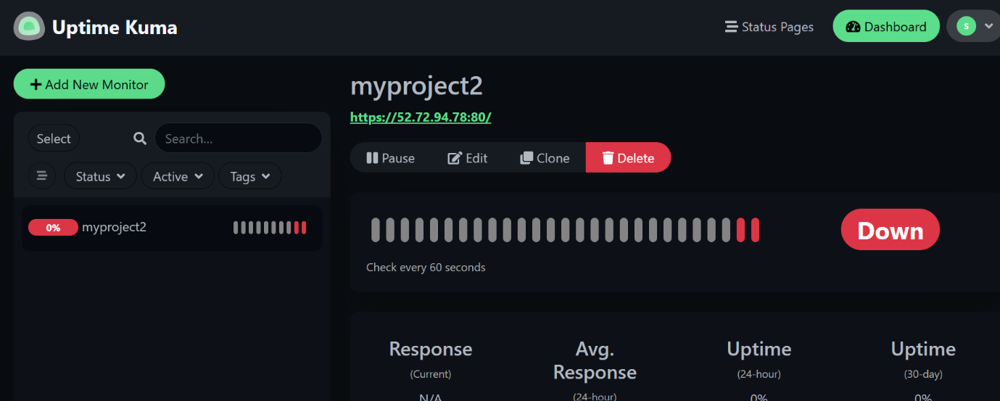 Uptime Kuma
Status Pages
Dashboard
S
Add New Monitor
Select
Search...
Status
Active
Tags
0%
myproject2
myproject2
https://52.72.94.78:80/
Pause
Edit
Clone
Delete
Down
Check every 60 seconds
Response
(Current)
N/A
Avg.
Response
(24-hour)
Uptime
(24-hour)
0%
Uptime
(30-day)
0%